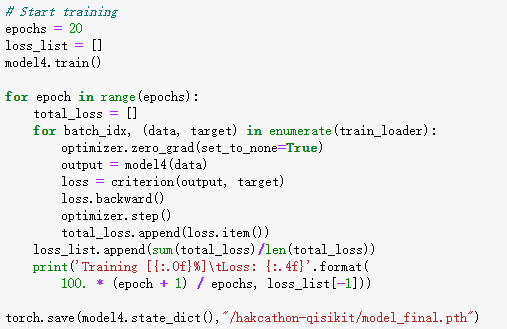 # Start training
epochs = 20
loss_list = []
model4.train()
for epoch in range(epochs):
    total_loss = []
    for batch_idx, (data, target) in enumerate(train_loader):
        optimizer.zero_grad(set_to_none=True)
        output = model4(data)
        loss = criterion(output, target)
        loss.backward()
        optimizer.step()
        total_loss.append(loss.item())
    loss_list.append(sum(total_loss)/len(total_loss))
    print('Training [{:.0f}%]\tLoss: {:.4f}'.format(
        100. * (epoch + 1) / epochs, loss_list[-1]))
torch.save(model4.state_dict(),"/hakcathon-qisikit/model_final.pth")